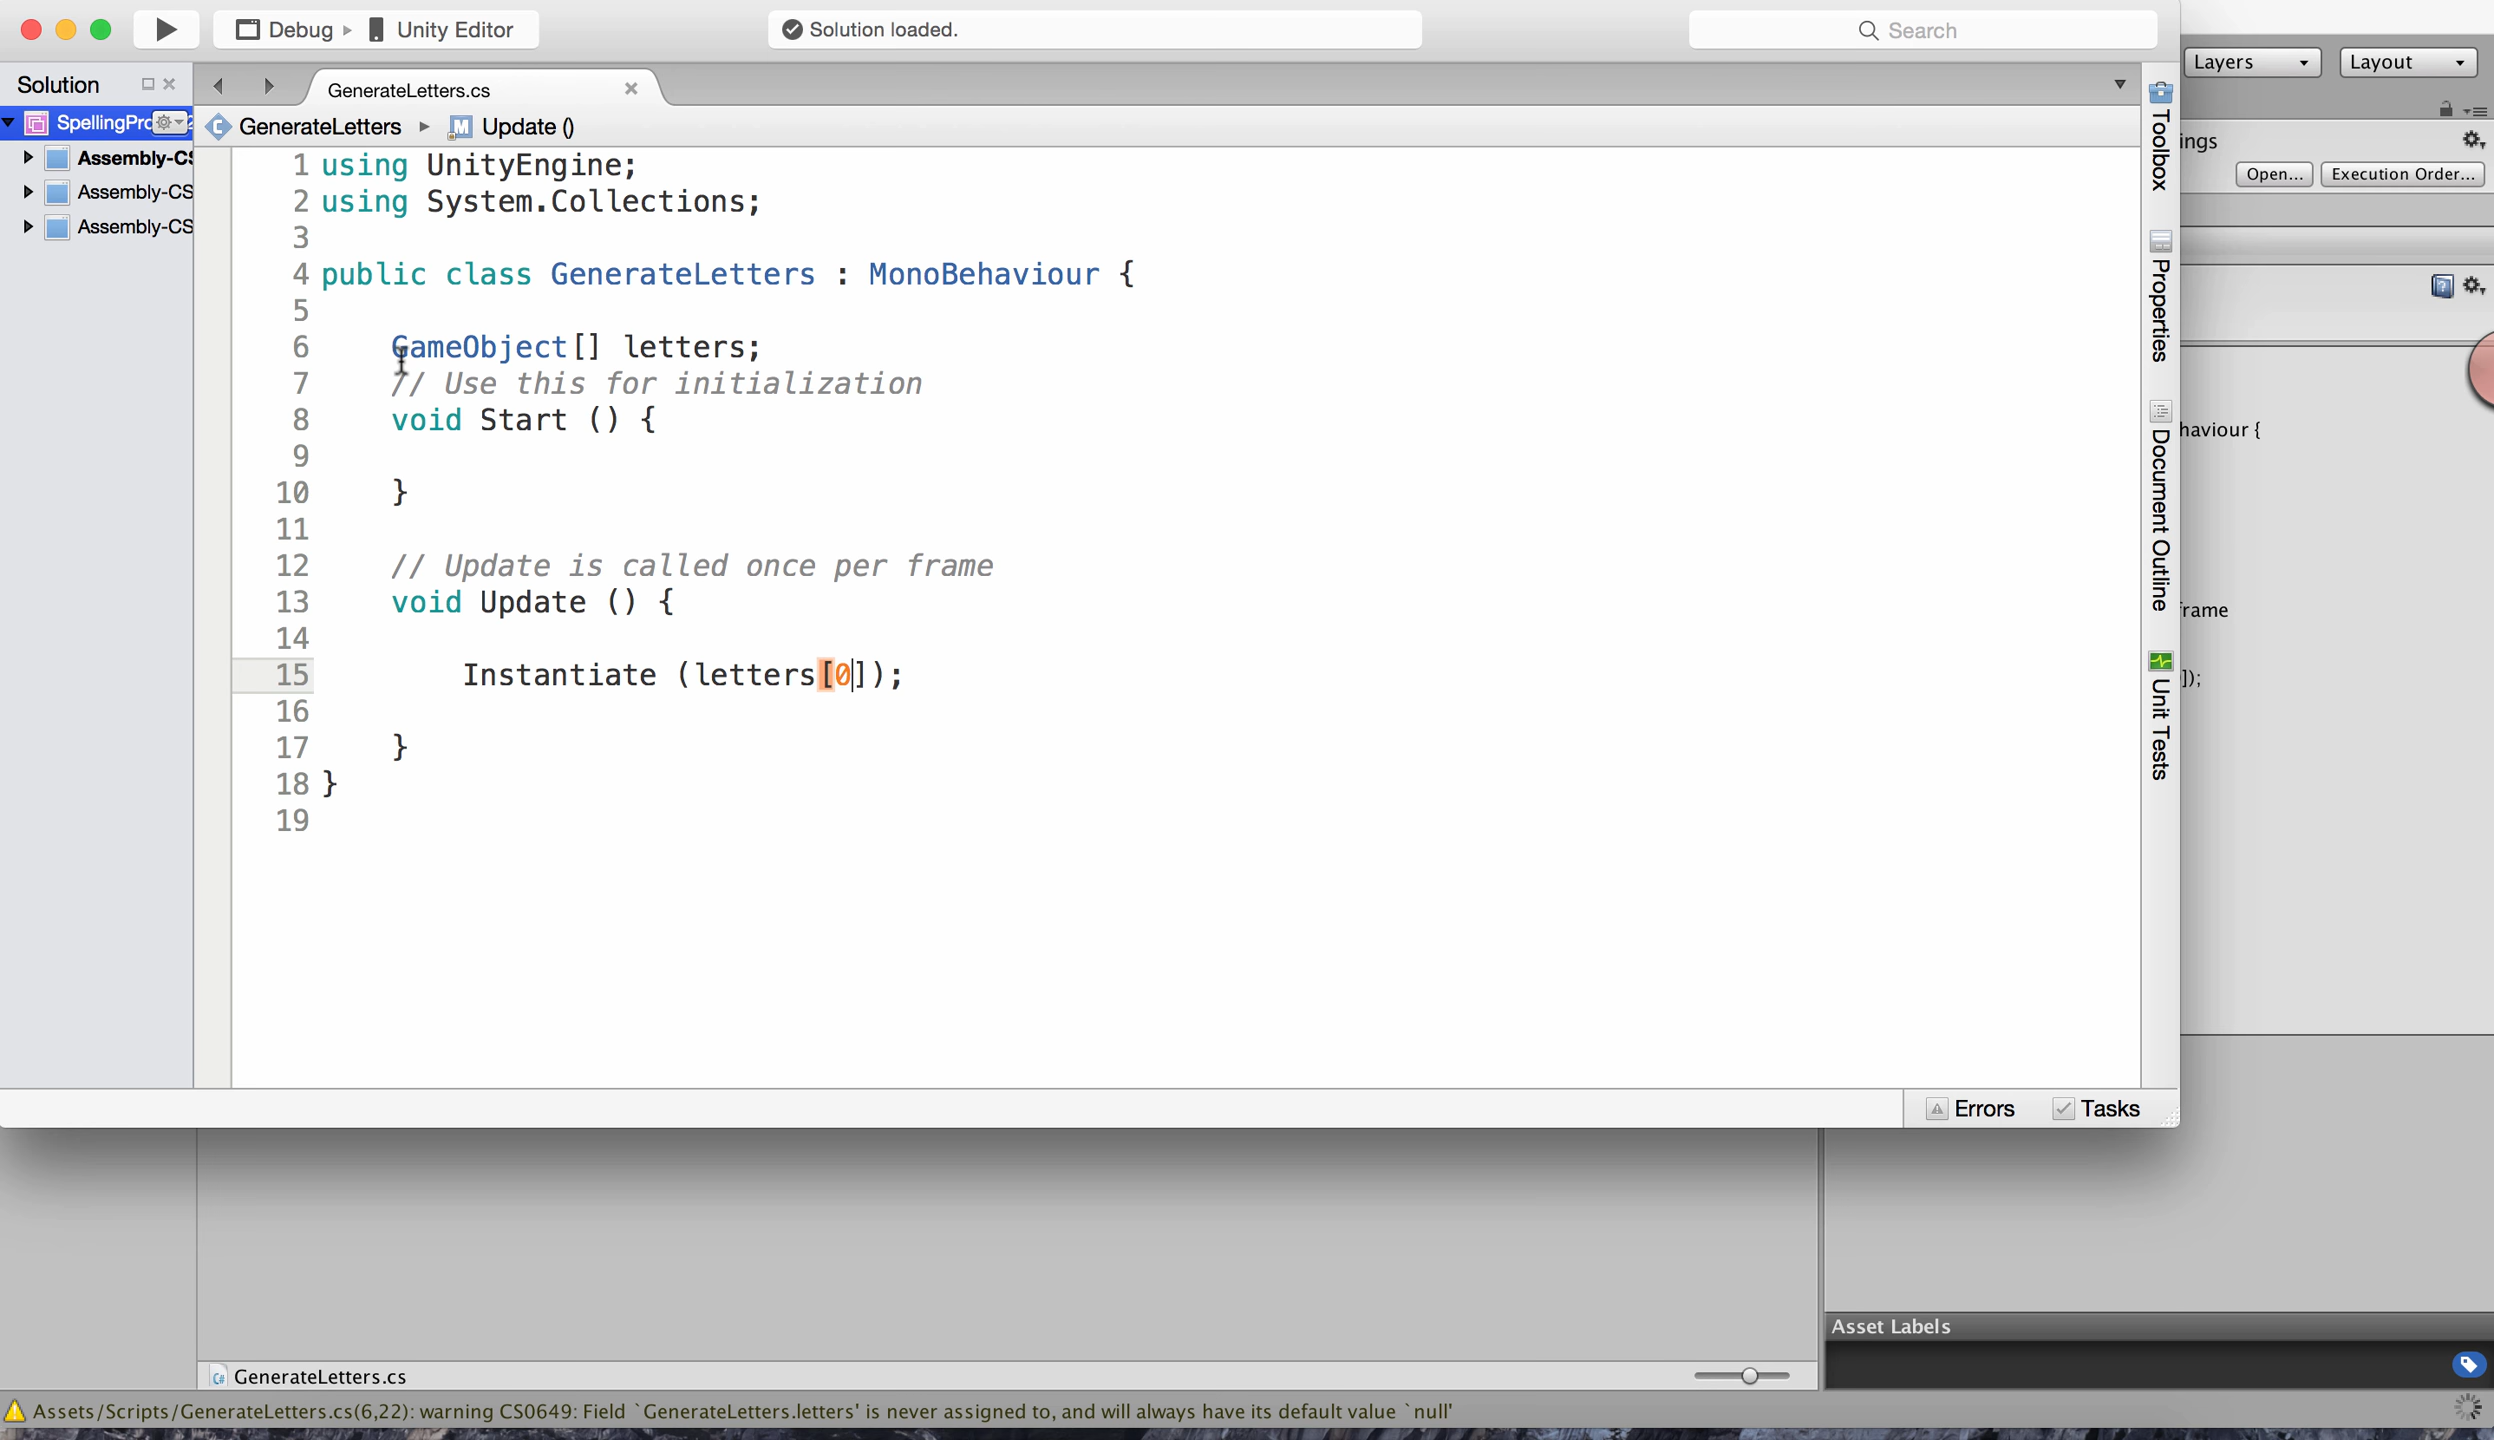 Debug
Unity Editor
Solution loaded.
Search
Layers
Layout
Solution
GenerateLetters.cs
SpellingPro
GenerateLetters
Update ()
ings
Open...
Execution Order...
Assembly-CS
Assembly-CS
Assembly-CS
1 using UnityEngine;
2 using System.Collections;
3
4 public class GenerateLetters : MonoBehaviour {
5
6 GameObject[] letters;
7 // Use this for initialization
8 void Start () {
9
10 }
11
12 // Update is called once per frame
13 void Update () {
14
15 Instantiate (letters[0]);
16
17 }
18 }
19
Toolbox
Properties
Document Outline
Unit Tests
haviour {
frame
]);
Errors
Tasks
Asset Labels
GenerateLetters.cs
Assets/Scripts/GenerateLetters.cs(6,22): warning CS0649: Field `GenerateLetters.letters' is never assigned to, and will always have its default value `null'